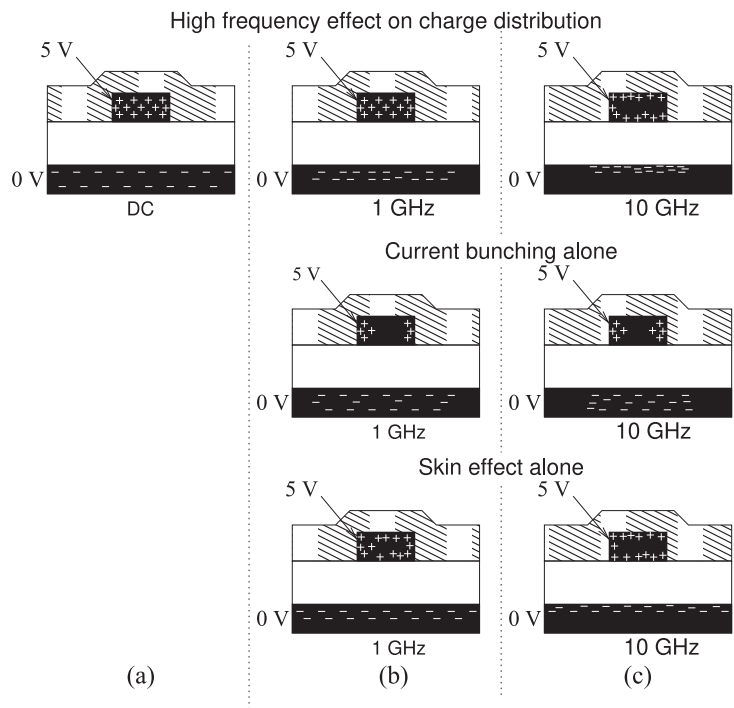 High frequency effect on charge distribution
5 V
5 V
5 V
0 V
0 V
0 V
DC
1 GHz
10 GHz
Current bunching alone
5 V
5 V
0 V
0 V
1 GHz
10 GHz
Skin effect alone
5 V
5 V
0 V
0 V
1 GHz
10 GHz
(a)
(b)
(c)